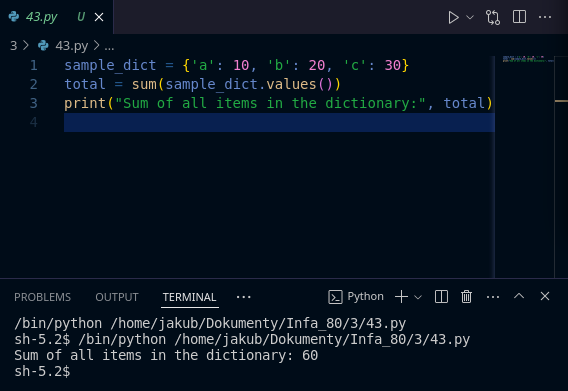 43.py U
3 > 43.py > ...
1 sample_dict = {'a': 10, 'b': 20, 'c': 30}
2 total = sum(sample_dict.values())
3 print("Sum of all items in the dictionary:", total)
4
PROBLEMS OUTPUT TERMINAL ... Python
/bin/python /home/jakub/Dokumenty/Infa_80/3/43.py
sh-5.2$ /bin/python /home/jakub/Dokumenty/Infa_80/3/43.py
Sum of all items in the dictionary: 60
sh-5.2$